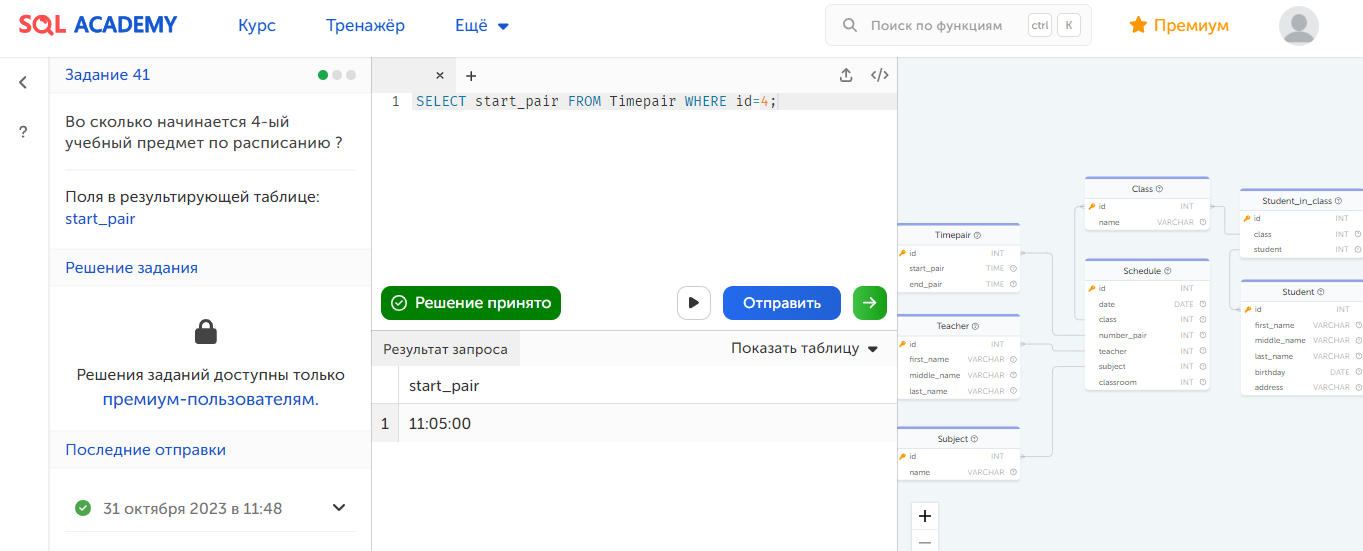 SQL ACADEMY
Курс
Тренажёр
Ещё
Поиск по функциям
ctrl
K
Премиум
Задание 41
Во сколько начинается 4-ый
учебный предмет по расписанию ?
Поля в результирующей таблице:
start_pair
Решение задания
Решения заданий доступны только
премиум-пользователям.
Последние отправки
31 октября 2023 в 11:48
?
× +
</>
1 SELECT start_pair FROM Timepair WHERE id=4;
Решение принято
Отправить
Результат запроса
Показать таблицу
start_pair
1 11:05:00
Timepair
id
start_pair TIME
end_pair TIME
Teacher
id INT
first_name VARCHAR
middle_name VARCHAR
last_name VARCHAR
Subject
id INT
name VARCHAR
Class
id INT
name VARCHAR
Schedule
id INT
date DATE
class INT
number_pair INT
teacher INT
subject INT
classroom INT
Student_in_class
id INT
class INT
student INT
Student
id INT
first_name VARCHAR
middle_name VARCHAR
last_name VARCHAR
birthday DATE
address VARCHAR
+
−